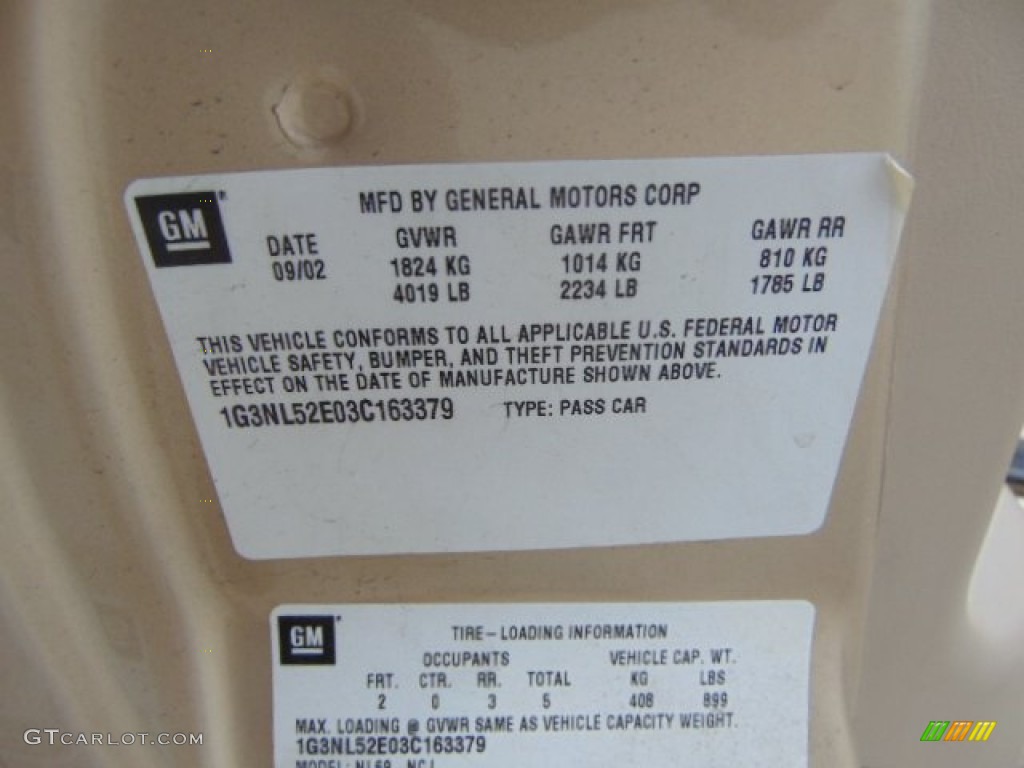 GM
MFD BY GENERAL MOTORS CORP
DATE GVWR GAWR FRT GAWR RR
09/02 1824 KG 1014 KG 810 KG
4019 LB 2234 LB 1785 LB
THIS VEHICLE CONFORMS TO ALL APPLICABLE U.S. FEDERAL MOTOR
VEHICLE SAFETY, BUMPER, AND THEFT PREVENTION STANDARDS IN
EFFECT ON THE DATE OF MANUFACTURE SHOWN ABOVE.
1G3NL52E03C163379 TYPE: PASS CAR
GM
TIRE-LOADING INFORMATION
OCCUPANTS VEHICLE CAP. WT.
FRT. CTR. RR. TOTAL KG LBS
2 0 3 5 408 899
MAX. LOADING @ GVWR SAME AS VEHICLE CAPACITY WEIGHT.
1G3NL52E03C163379
MODEL:
GTCARLOT.COM